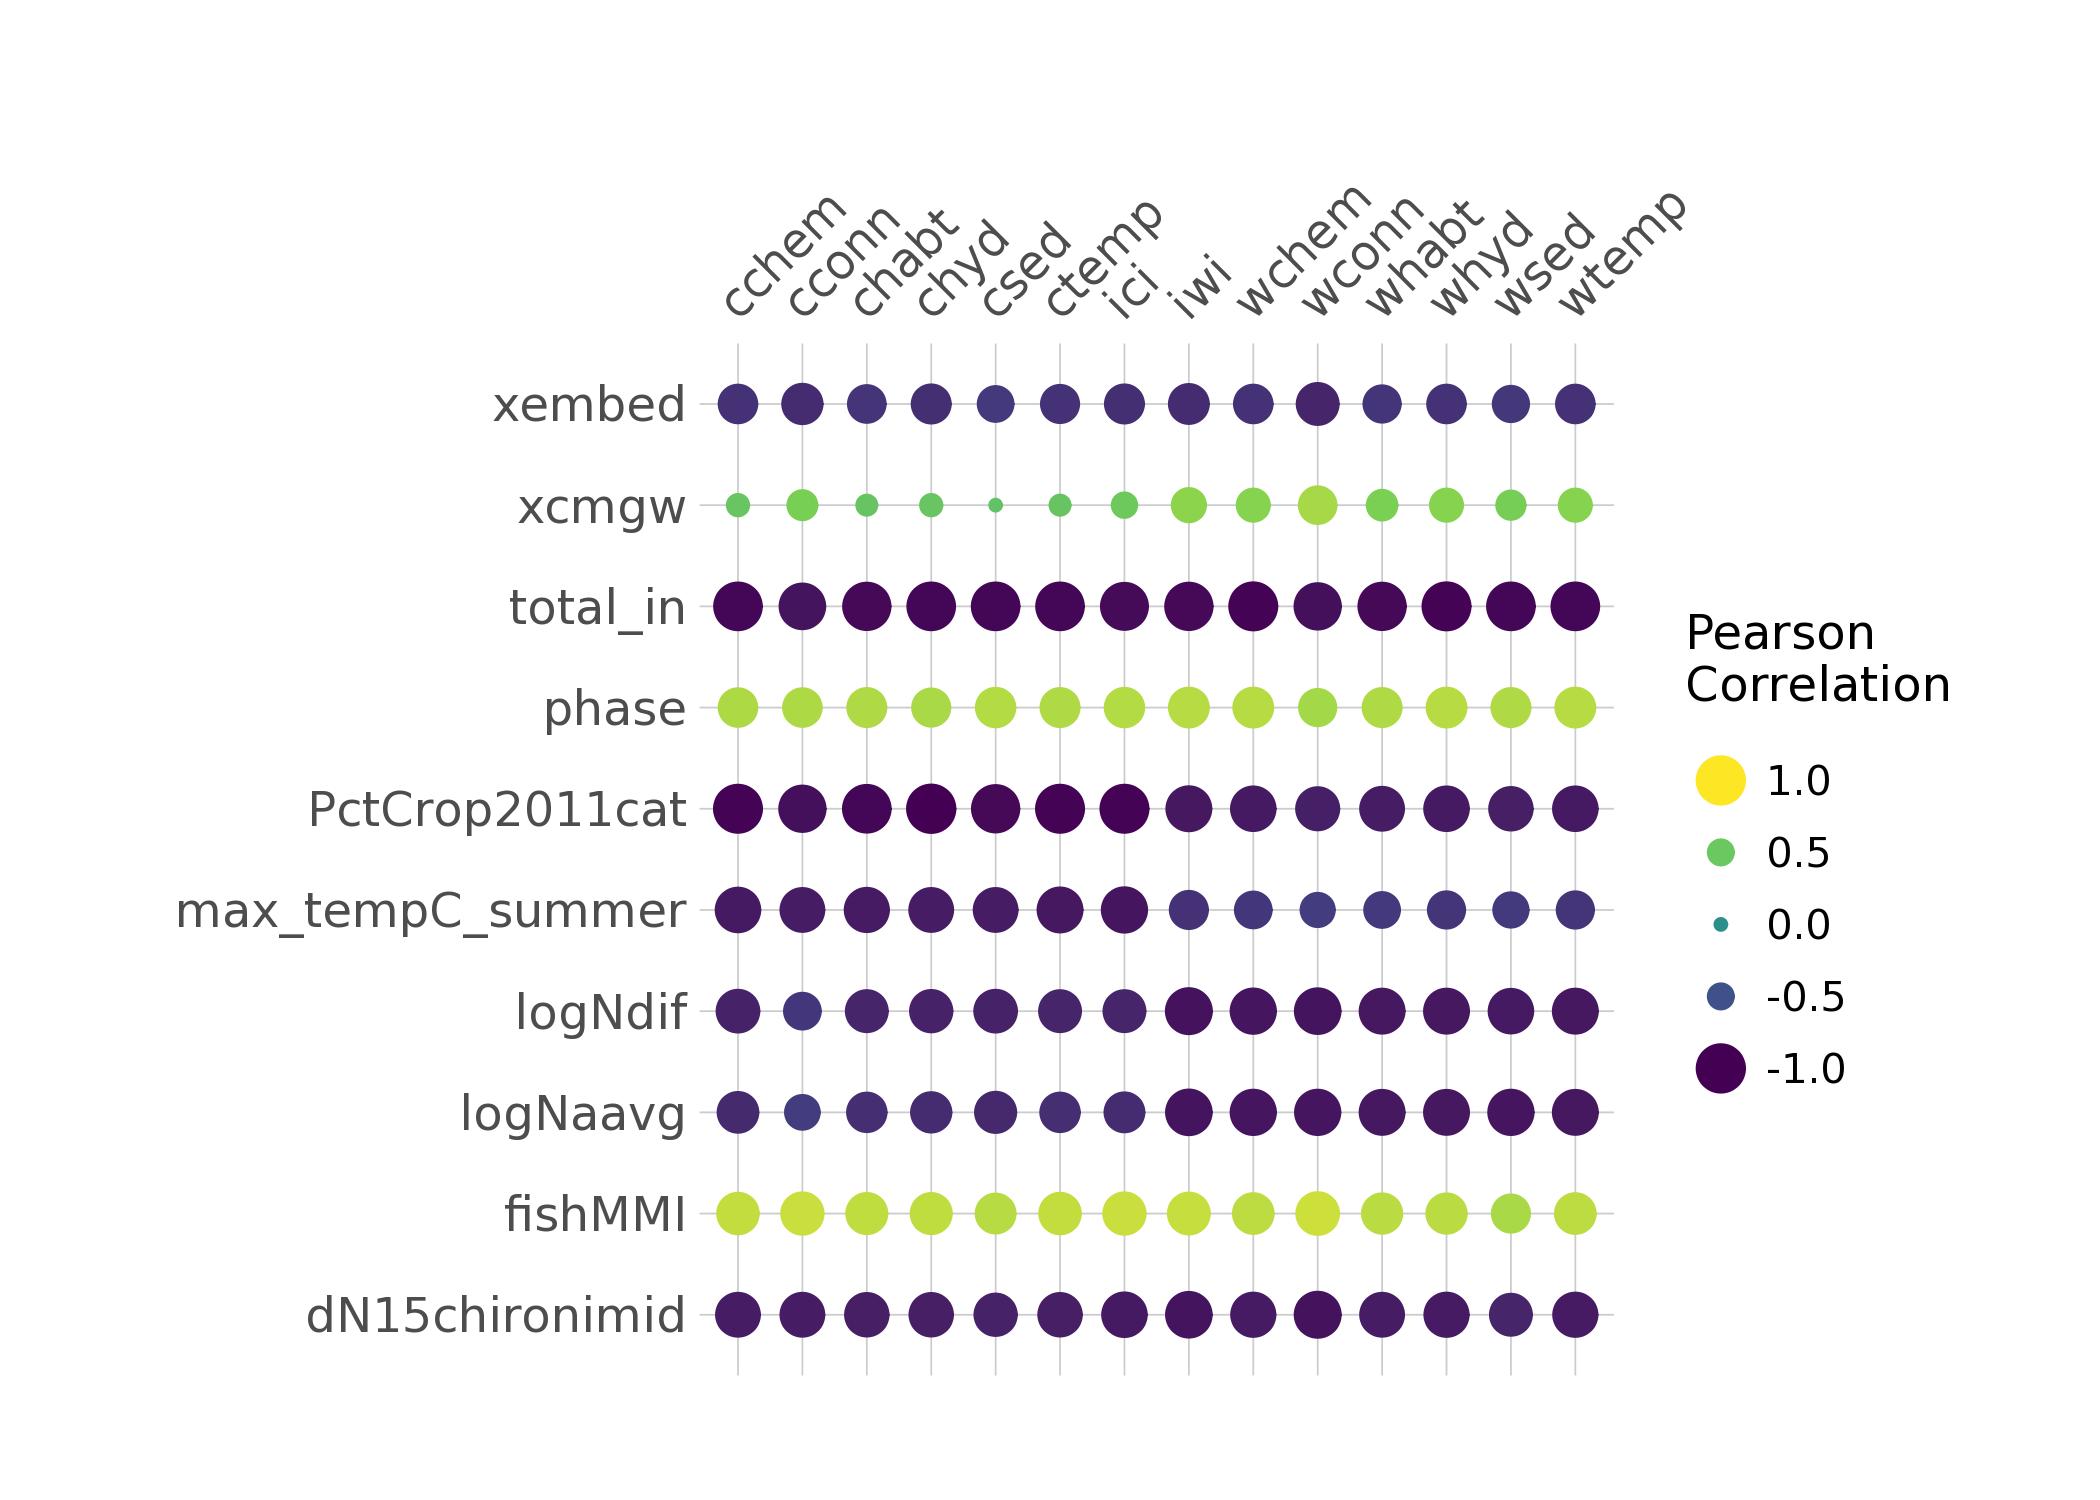 cchem
cconn
chabt
chyd
csed
ctemp
ici
iwi
wchem
wconn
whabt
whyd
wsed
wtemp
xembed
xcmgw
total_in
phase
PctCrop2011cat
max_tempC_summer
logNdif
logNaavg
fishMMI
dN15chironimid
Pearson
Correlation
1.0
0.5
0.0
-0.5
-1.0